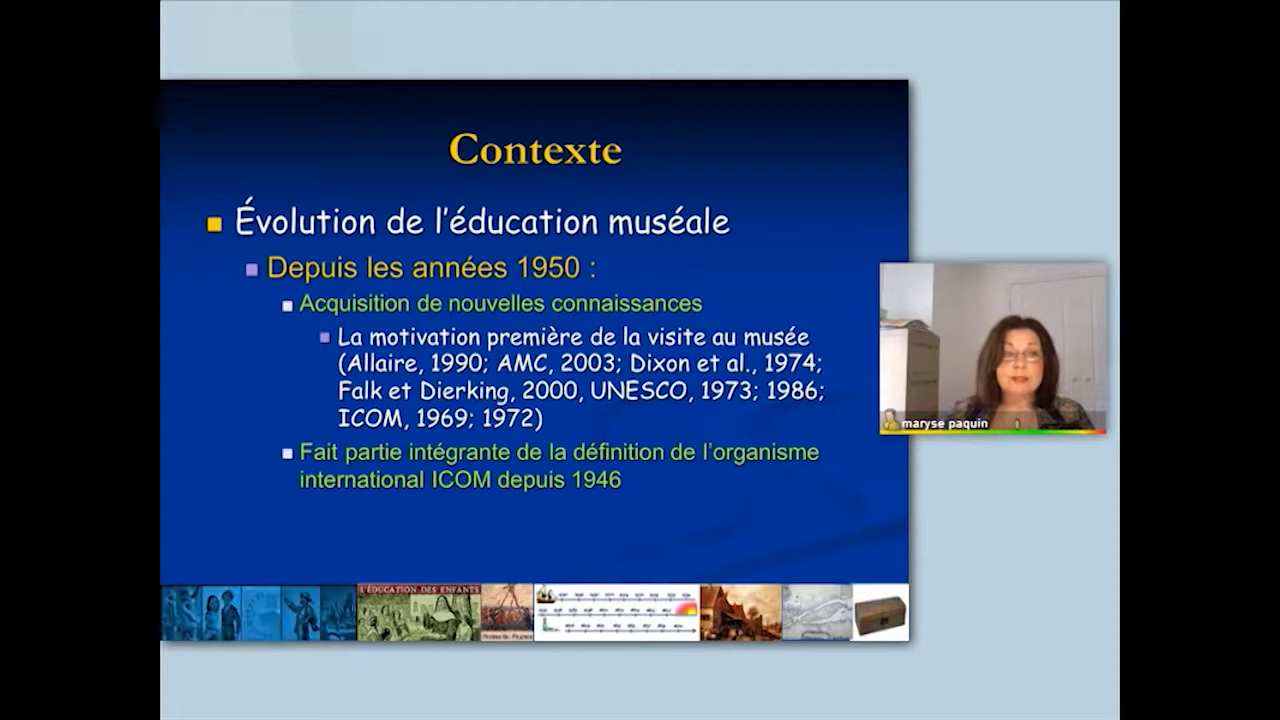 Contexte
Évolution de l'éducation muséale
Depuis les années 1950 :
Acquisition de nouvelles connaissances
La motivation première de la visite au musée
(Allaire, 1990; AMC, 2003; Dixon et al., 1974;
Falk et Dierking, 2000, UNESCO, 1973; 1986;
ICOM, 1969; 1972)
Fait partie intégrante de la définition de l'organisme
international ICOM depuis 1946
maryse paquin
L'ÉDUCATION DES ENFANTS